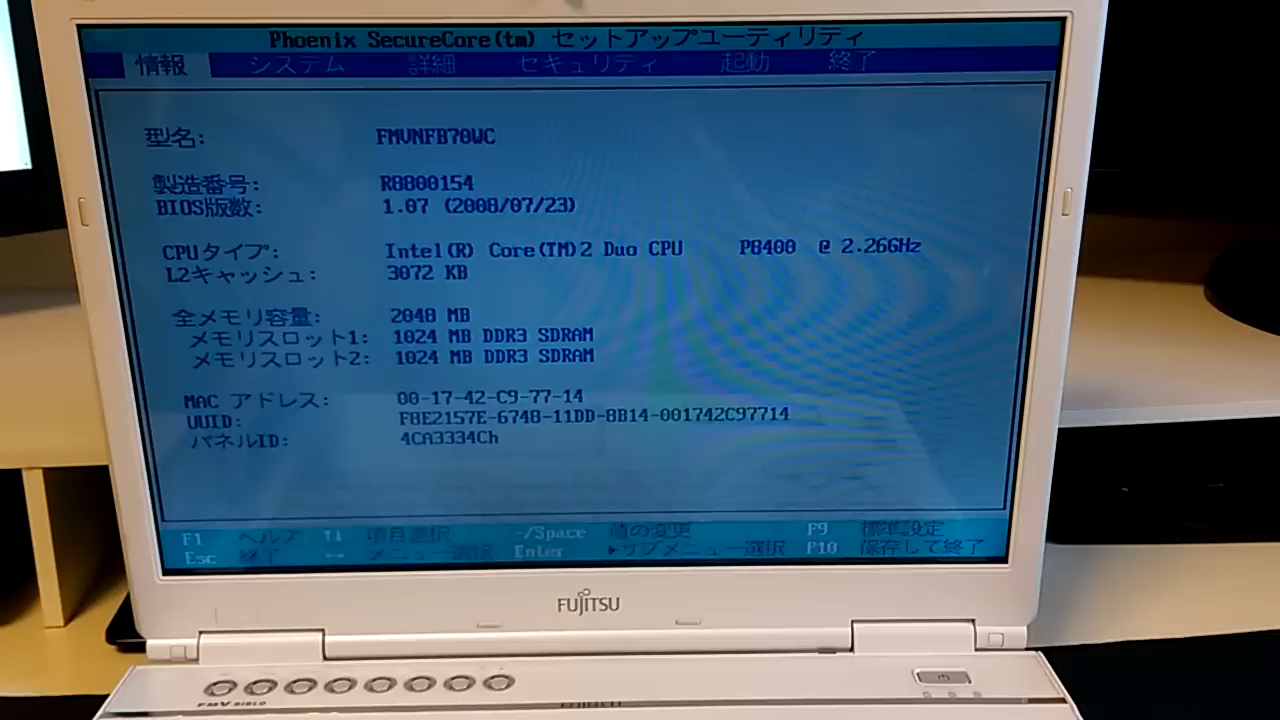 Phoenix SecureCore(tm) セットアップユーティリティ
情報 システム 詳細 セキュリティ 起動 終了
型名: FMVNFB70WC
製造番号: R8800154
BIOS版数: 1.07 (2008/07/23)
CPUタイプ: Intel(R) Core(TM)2 Duo CPU P8400 @ 2.26GHz
L2キャッシュ: 3072 KB
全メモリ容量: 2048 MB
メモリスロット1: 1024 MB DDR3 SDRAM
メモリスロット2: 1024 MB DDR3 SDRAM
MAC アドレス: 00-17-42-C9-77-14
UUID: F8E2157E-6748-11DD-8B14-001742C97714
パネルID: 4CA3334Ch
F1 ヘルプ ↑↓ 項目選択 -/Space 値の変更 F9 標準設定
Esc 終了 ↔ メニュー選択 Enter ▶サブメニュー選択 F10 保存して終了
FUJITSU
FMV BIBLO